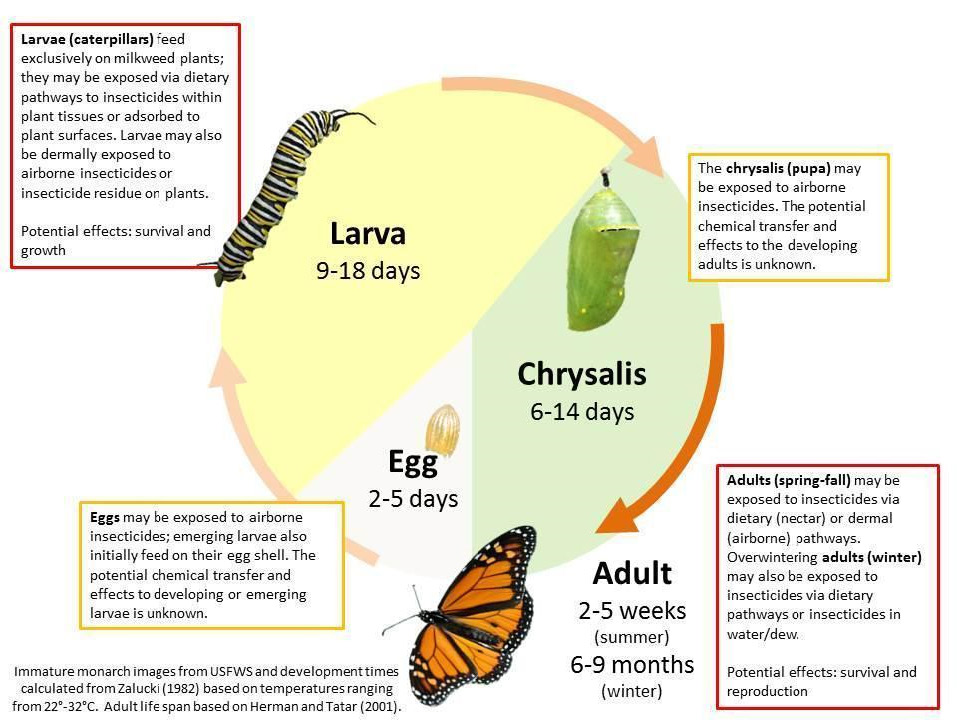 Larvae (caterpillars) feed
exclusively on milkweed plants;
they may be exposed via dietary
pathways to insecticides within
plant tissues or adsorbed to
plant surfaces. Larvae may also
be dermally exposed to
airborne insecticides or
insecticide residue on plants.
Potential effects: survival and
growth
Larva
9-18 days
The chrysalis (pupa) may
be exposed to airborne
insecticides. The potential
chemical transfer and
effects to the developing
adults is unknown.
Chrysalis
6-14 days
Egg
2-5 days
Eggs may be exposed to airborne
insecticides; emerging larvae also
initially feed on their egg shell. The
potential chemical transfer and
effects to developing or emerging
larvae is unknown.
Adult
2-5 weeks
(summer)
6-9 months
(winter)
Adults (spring-fall) may be
exposed to insecticides via
dietary (nectar) or dermal
(airborne) pathways.
Overwintering adults (winter)
may also be exposed to
insecticides via dietary
pathways or insecticides in
water/dew.
Potential effects: survival and
reproduction
Immature monarch images from USFWS and development times
calculated from Zalucki (1982) based on temperatures ranging
from 22°-32°C. Adult life span based on Herman and Tatar (2001).